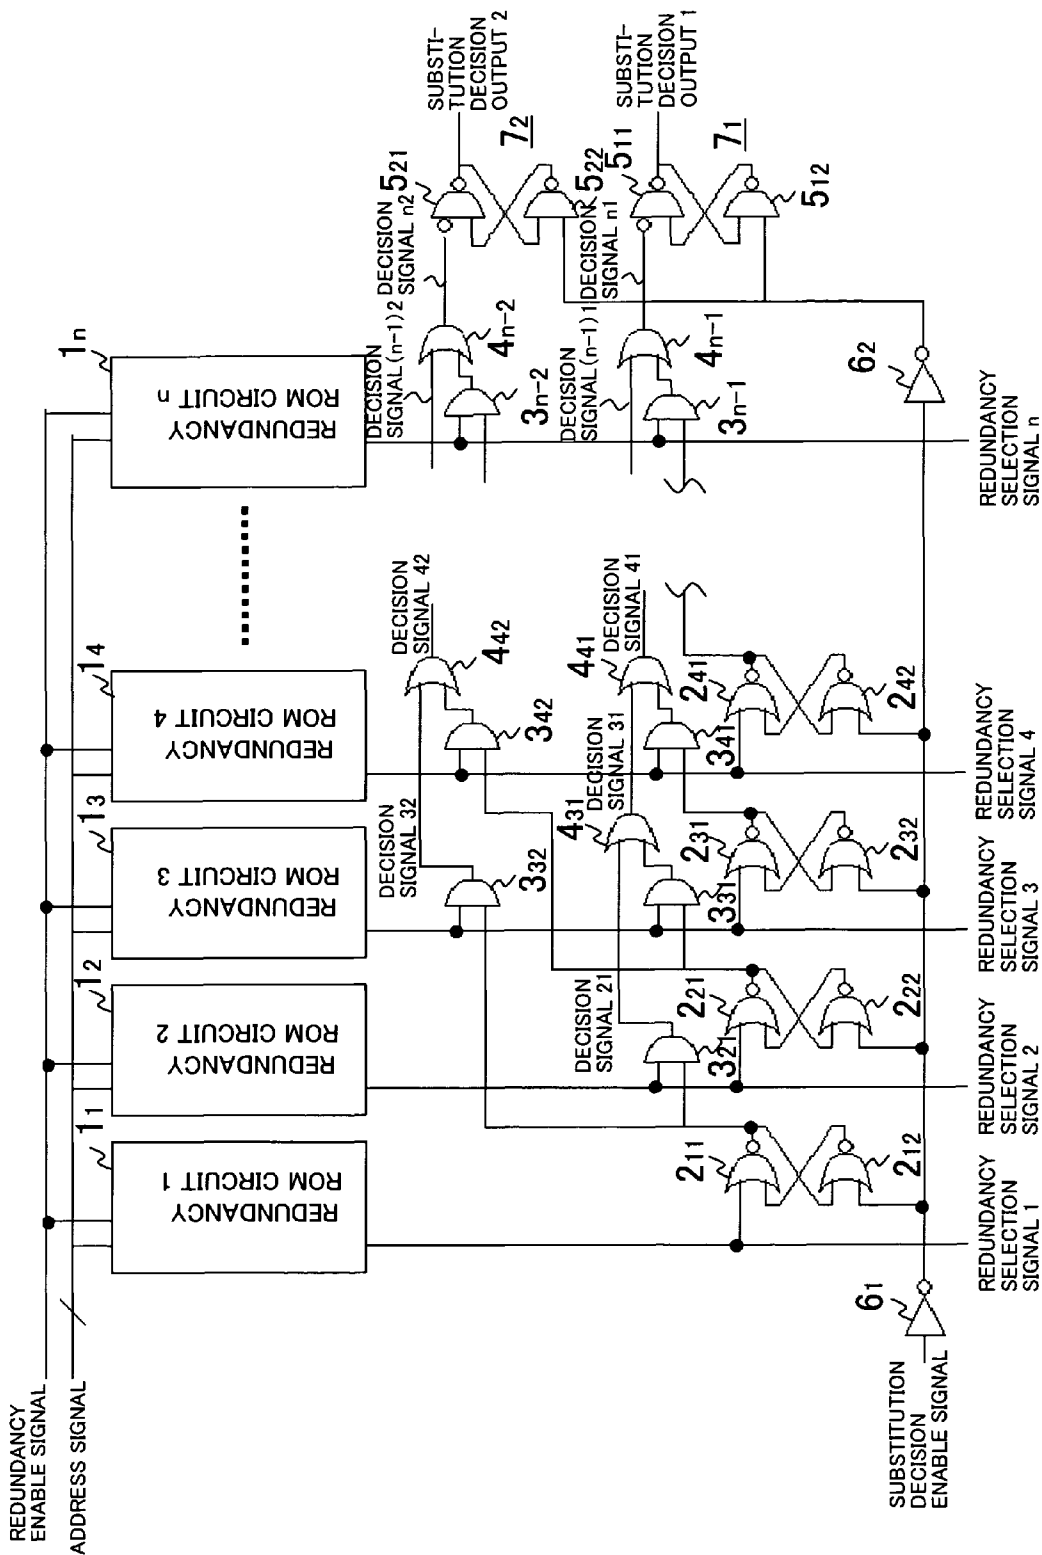 REDUNDANCY
ENABLE SIGNAL
ADDRESS SIGNAL
11
REDUNDANCY
ROM CIRCUIT 1
12
REDUNDANCY
ROM CIRCUIT 2
13
REDUNDANCY
ROM CIRCUIT 3
14
REDUNDANCY
ROM CIRCUIT 4
1n
REDUNDANCY
ROM CIRCUIT n
DECISION
SIGNAL 32
DECISION
SIGNAL 42
332
342
442
DECISION
SIGNAL (n-1) 2
DECISION
SIGNAL n2
3n-2
4n-2
521
522
72
SUBSTI-
TUTION
DECISION
OUTPUT 2
DECISION
SIGNAL 21
DECISION
SIGNAL 31
DECISION
SIGNAL 41
321
331
431
341
441
DECISION
SIGNAL (n-1) 1
DECISION
SIGNAL n1
3n-1
4n-1
511
512
71
SUBSTI-
TUTION
DECISION
OUTPUT 1
211
212
221
222
231
232
241
242
61
62
SUBSTITUTION
DECISION
ENABLE SIGNAL
REDUNDANCY
SELECTION
SIGNAL 1
REDUNDANCY
SELECTION
SIGNAL 2
REDUNDANCY
SELECTION
SIGNAL 3
REDUNDANCY
SELECTION
SIGNAL 4
REDUNDANCY
SELECTION
SIGNAL n